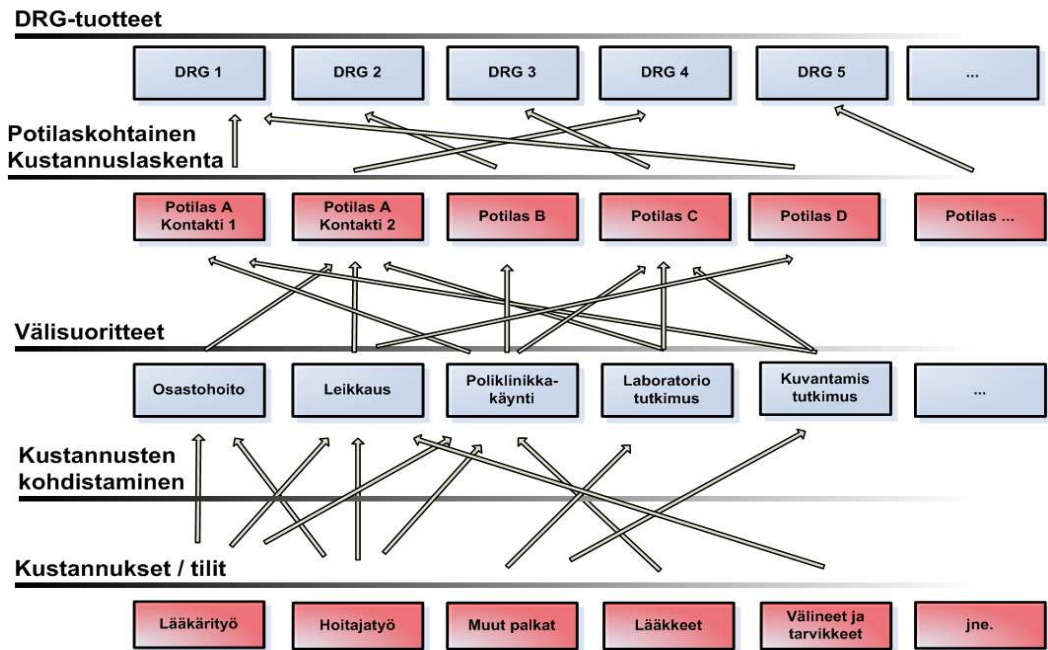 DRG-tuotteet
DRG 1
DRG 2
DRG 3
DRG 4
DRG 5
...
Potilaskohtainen
Kustannuslaskenta
Potilas A
Kontakti 1
Potilas A
Kontakti 2
Potilas B
Potilas C
Potilas D
Potilas ...
Välisuoritteet
Osastohoito
Leikkaus
Poliklinikka-
käynti
Laboratorio
tutkimus
Kuvantamis
tutkimus
...
Kustannusten
kohdistaminen
Kustannukset / tilit
Lääkärityö
Hoitajatyö
Muut palkat
Lääkkeet
Välineet ja
tarvikkeet
jne.